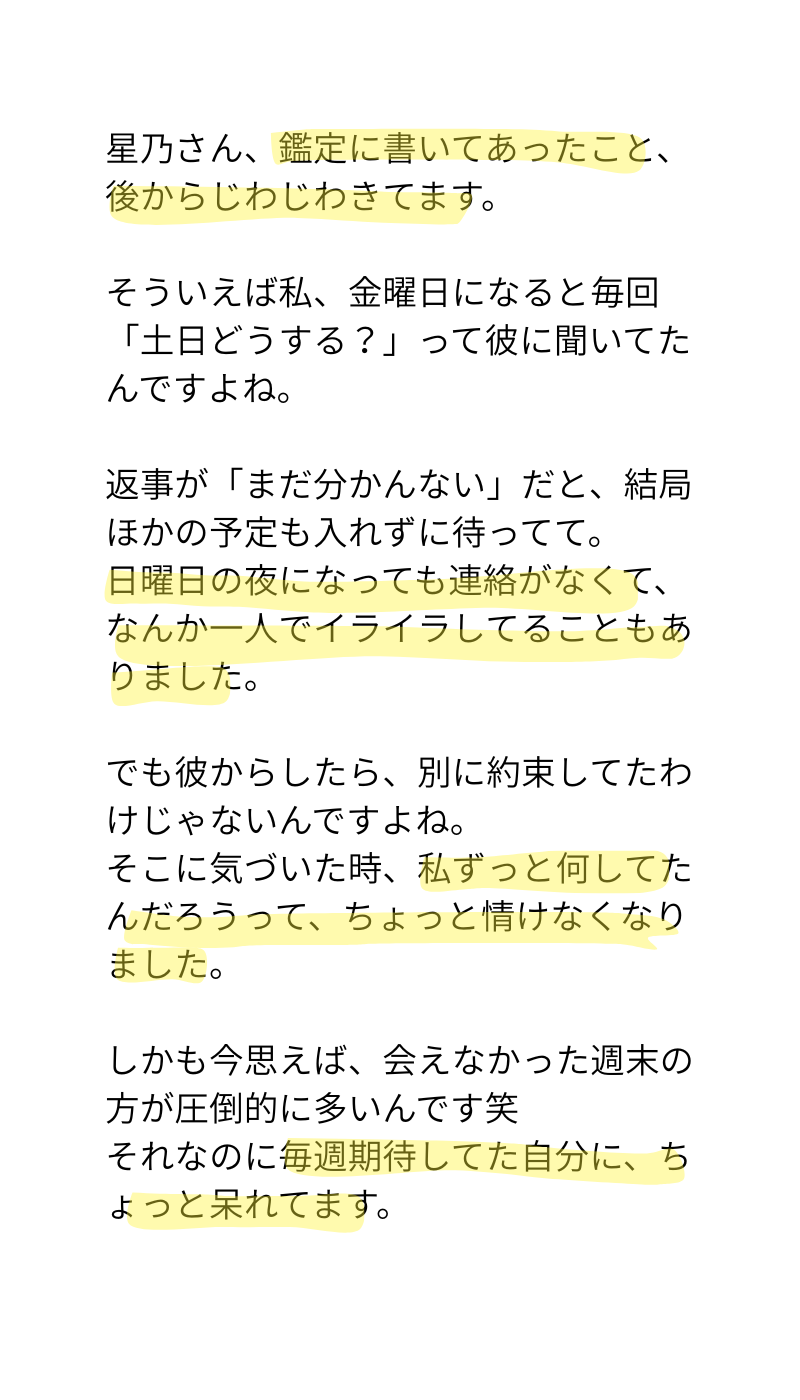 星乃さん、鑑定に書いてあったこと、
後からじわじわきてます。
そういえば私、金曜日になると毎回
「土日どうする？」って彼に聞いてた
んですよね。
返事が「まだ分かんない」だと、結局
ほかの予定も入れずに待ってて。
日曜日の夜になっても連絡がなくて、
なんか一人でイライラしてることもあ
りました。
でも彼からしたら、別に約束してたわ
けじゃないんですよね。
そこに気づいた時、私ずっと何してた
んだろうって、ちょっと情けなくなり
ました。
しかも今思えば、会えなかった週末の
方が圧倒的に多いんです笑
それなのに毎週期待してた自分に、ち
ょっと呆れてます。